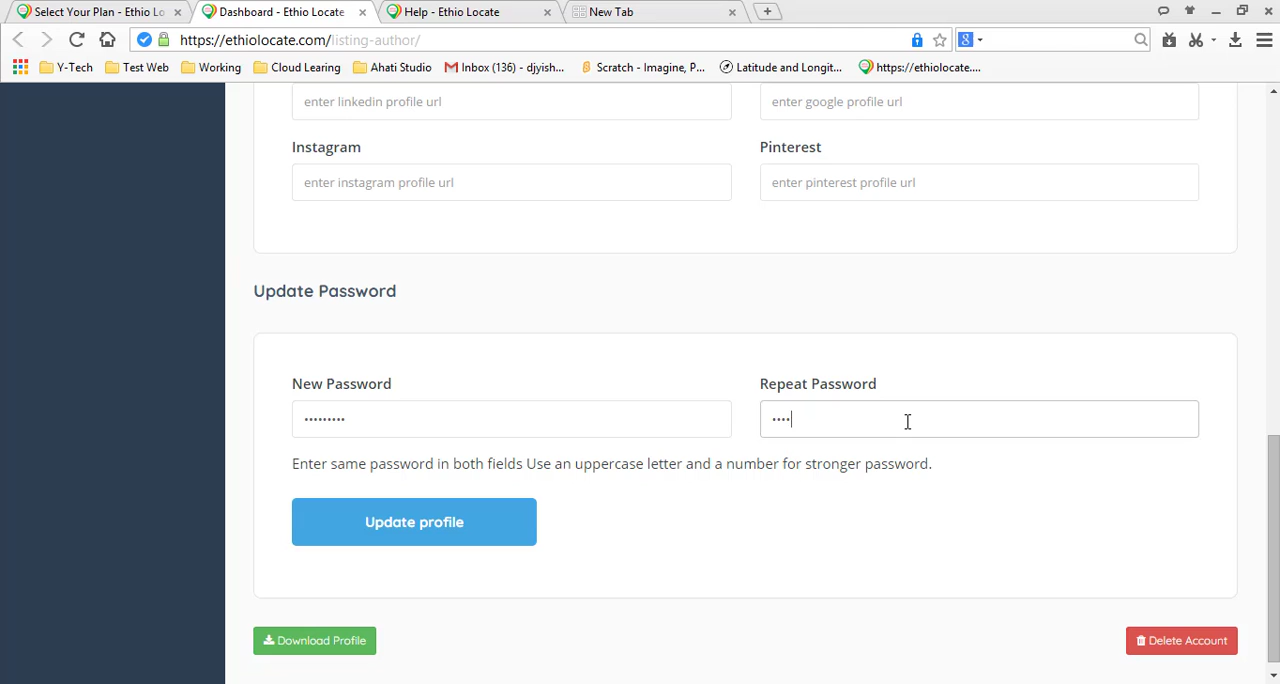 Select Your Plan - Ethio Lo
Dashboard - Ethio Locate
Help - Ethio Locate
New Tab
https://ethiolocate.com/listing-author/
Y-Tech
Test Web
Working
Cloud Learing
Ahati Studio
Inbox (136) - djyish...
Scratch - Imagine, P...
Latitude and Longit...
https://ethiolocate....
enter linkedin profile url
enter google profile url
Instagram
Pinterest
enter instagram profile url
enter pinterest profile url
Update Password
New Password
Repeat Password
•••••••••
••••
Enter same password in both fields Use an uppercase letter and a number for stronger password.
Update profile
Download Profile
Delete Account